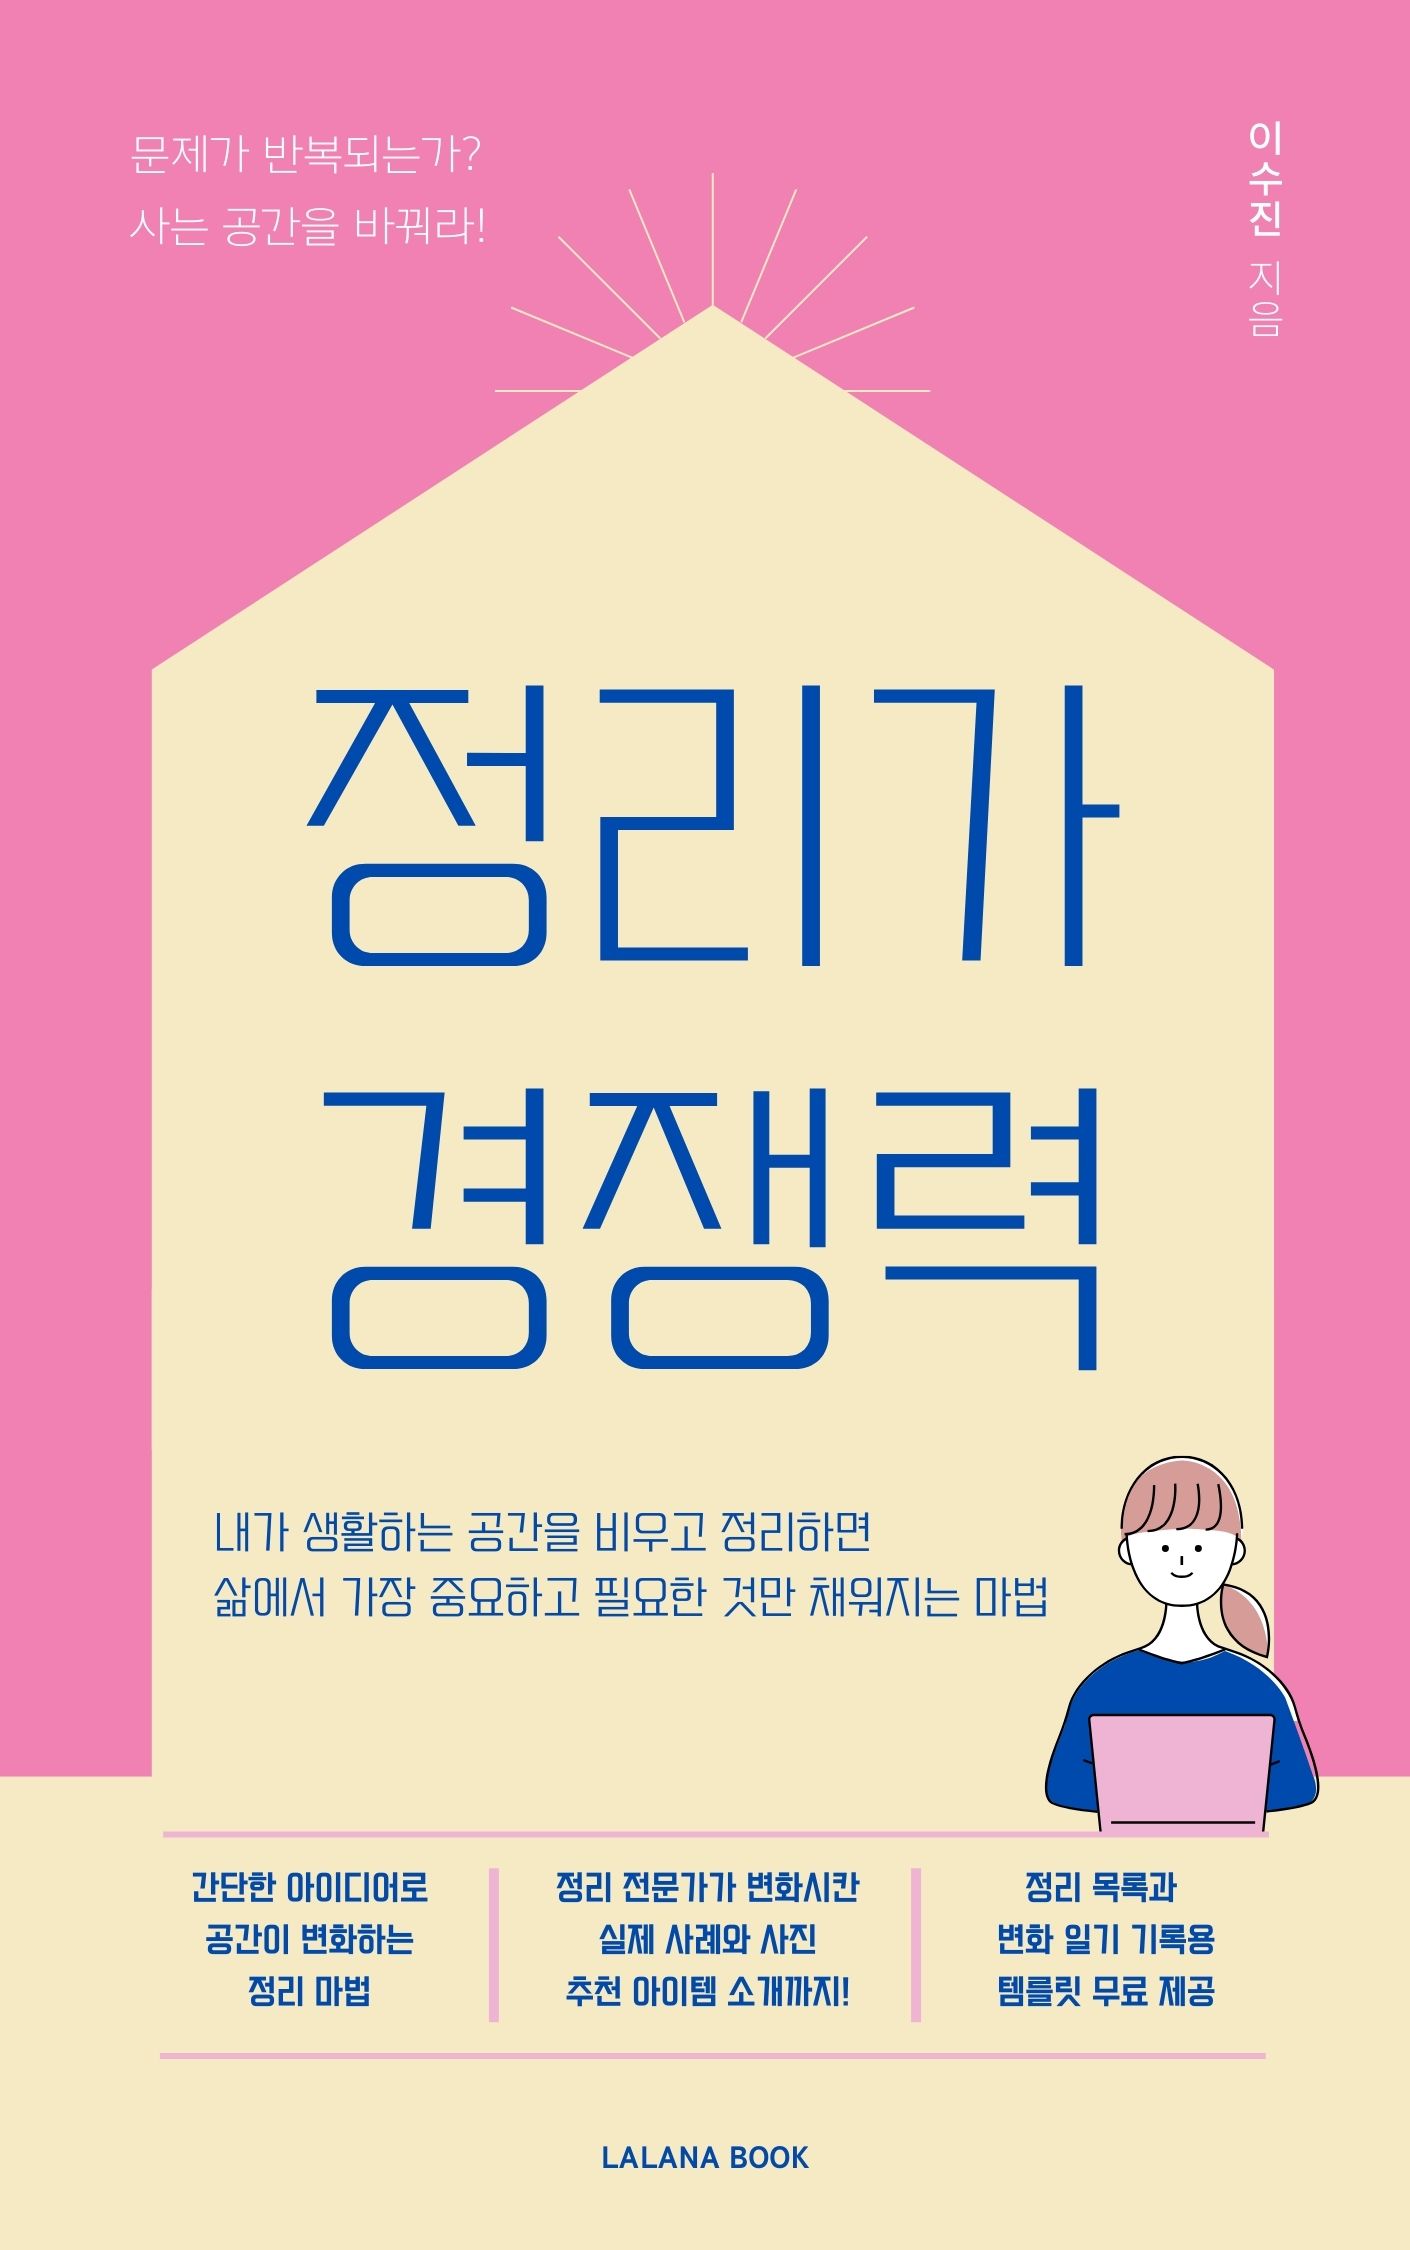 문제가 반복되는가?
사는 공간을 바꿔라!
이수진 지음
정리가
경쟁력
내가 생활하는 공간을 비우고 정리하면
삶에서 가장 중요하고 필요한 것만 채워지는 마법
간단한 아이디어로
공간이 변화하는
정리 마법
정리 전문가가 변화시칸
실제 사례와 사진
추천 아이템 소개까지!
정리 목록과
변화 일기 기록용
템플릿 무료 제공
LALANA BOOK